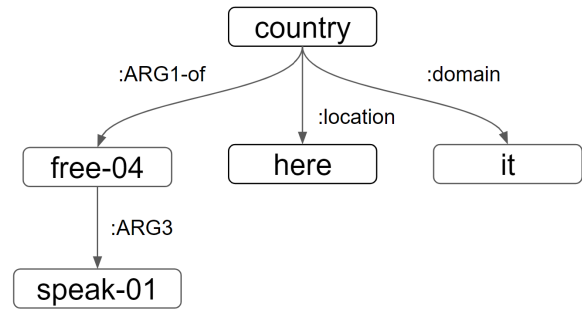 country
:ARG1-of
:domain
:location
free-04
here
it
:ARG3
speak-01